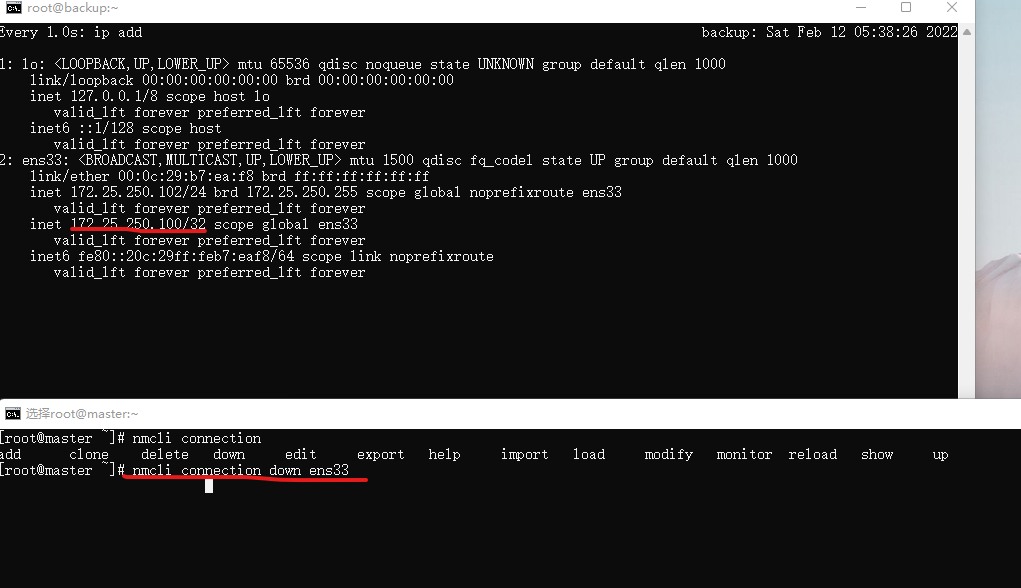 root@backup:~
Every 1.0s: ip add backup: Sat Feb 12 05:38:26 2022
1: lo: <LOOPBACK,UP,LOWER_UP> mtu 65536 qdisc noqueue state UNKNOWN group default qlen 1000
link/loopback 00:00:00:00:00:00 brd 00:00:00:00:00:00
inet 127.0.0.1/8 scope host lo
valid_lft forever preferred_lft forever
inet6 ::1/128 scope host
valid_lft forever preferred_lft forever
2: ens33: <BROADCAST,MULTICAST,UP,LOWER_UP> mtu 1500 qdisc fq_codel state UP group default qlen 1000
link/ether 00:0c:29:b7:ea:f8 brd ff:ff:ff:ff:ff:ff
inet 172.25.250.102/24 brd 172.25.250.255 scope global noprefixroute ens33
valid_lft forever preferred_lft forever
inet 172.25.250.100/32 scope global ens33
valid_lft forever preferred_lft forever
inet6 fe80::20c:29ff:feb7:eaf8/64 scope link noprefixroute
valid_lft forever preferred_lft forever
选择root@master:~
[root@master ~]# nmcli connection
add clone delete down edit export help import load modify monitor reload show up
[root@master ~]# nmcli connection down ens33